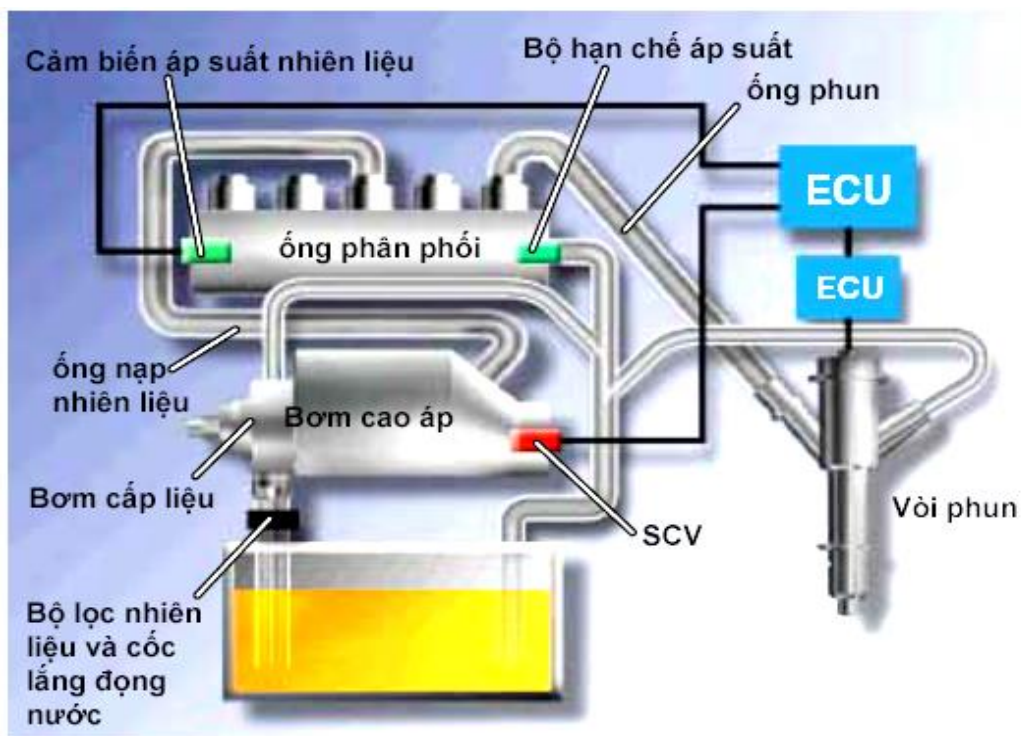 Cảm biến áp suất nhiên liệu
Bộ hạn chế áp suất
ống phun
ECU
ống phân phối
ECU
ống nạp
nhiên liệu
Bơm cao áp
Bơm cấp liệu
SCV
Vòi phun
Bộ lọc nhiên
liệu và cốc
lắng đọng
nước